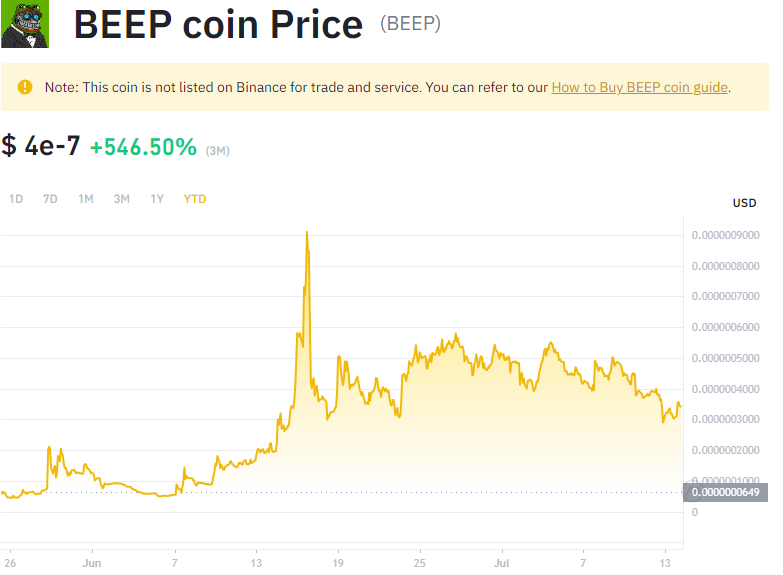 BEEP coin Price (BEEP)
Note: This coin is not listed on Binance for trade and service. You can refer to our How to Buy BEEP coin guide.
$ 4e-7 +546.50% (3M)
1D 7D 1M 3M 1Y YTD
USD
0.0000009000
0.0000008000
0.0000007000
0.0000006000
0.0000005000
0.0000004000
0.0000003000
0.0000002000
0.0000001000
0.0000000649
0
26 Jun 7 13 19 25 Jul 7 13